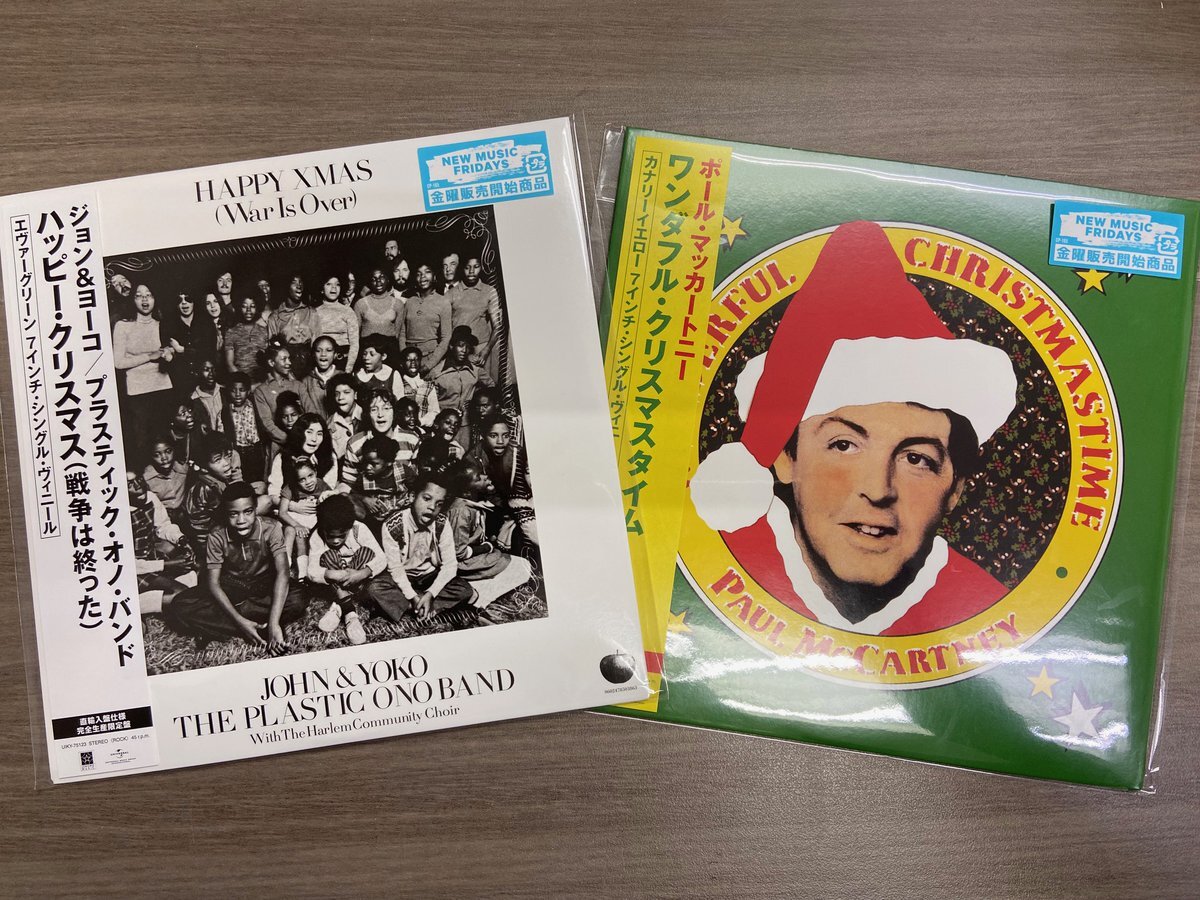 HAPPY XMAS
(War Is Over)
NEW MUSIC
FRIDAYS
金曜販売開始商品
ジョン&ヨーコ/プラスティック・オノ・バンド
ハッピー・クリスマス(戦争は終った)
エヴァーグリーン 7インチ・シングル・ヴィニール
直輸入盤仕様
完全生産限定盤
UIKY-75123 STEREO (ROCK) 45 r.p.m.
UNIVERSAL
JOHN & YOKO
THE PLASTIC ONO BAND
With The Harlem Community Choir
ポール・マッカートニー
ワンダフル・クリスマスタイム
カナリーイエロー 7インチ・シングル・ヴィニ
NEW MUSIC
FRIDAYS
金曜販売開始商品
ERFUL CHRISTMASTIME
PAUL McCARTNEY